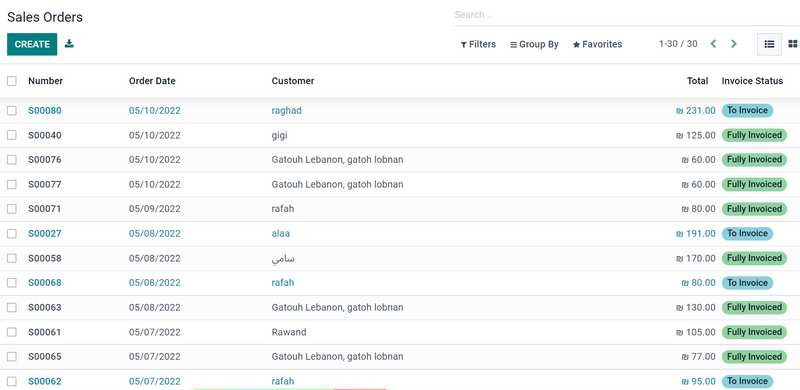 Sales Orders
Search...
CREATE
Filters Group By Favorites 1-30 / 30
Number Order Date Customer Total Invoice Status
S00080 05/10/2022 raghad ₪ 231.00 To Invoice
S00040 05/10/2022 gigi ₪ 125.00 Fully Invoiced
S00076 05/10/2022 Gatouh Lebanon, gatoh lobnan ₪ 60.00 Fully Invoiced
S00077 05/10/2022 Gatouh Lebanon, gatoh lobnan ₪ 60.00 Fully Invoiced
S00071 05/09/2022 rafah ₪ 80.00 Fully Invoiced
S00027 05/08/2022 alaa ₪ 191.00 To Invoice
S00058 05/08/2022 سامي ₪ 170.00 Fully Invoiced
S00068 05/08/2022 rafah ₪ 80.00 To Invoice
S00063 05/08/2022 Gatouh Lebanon, gatoh lobnan ₪ 130.00 Fully Invoiced
S00061 05/07/2022 Rawand ₪ 105.00 Fully Invoiced
S00065 05/07/2022 Gatouh Lebanon, gatoh lobnan ₪ 77.00 Fully Invoiced
S00062 05/07/2022 rafah ₪ 95.00 To Invoice